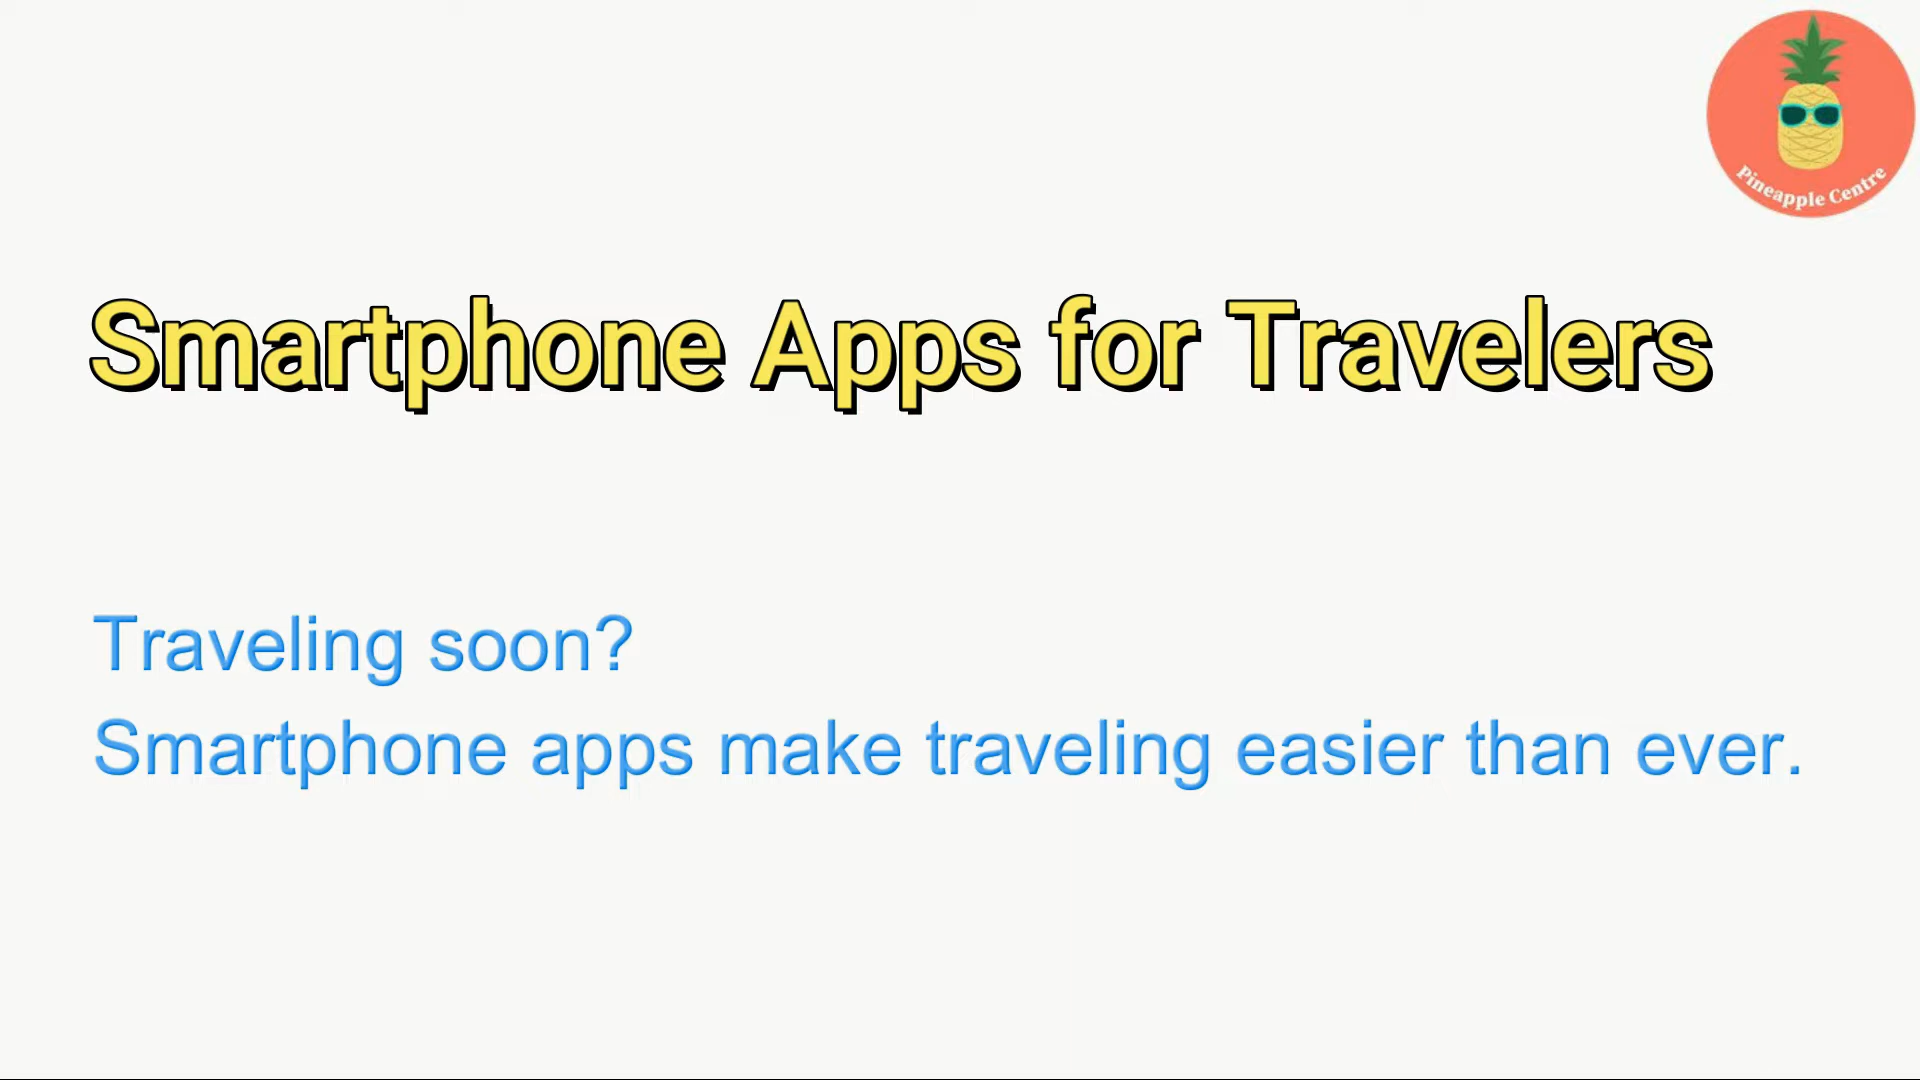 Pineapple Centre
Smartphone Apps for Travelers
Traveling soon?
Smartphone apps make traveling easier than ever.